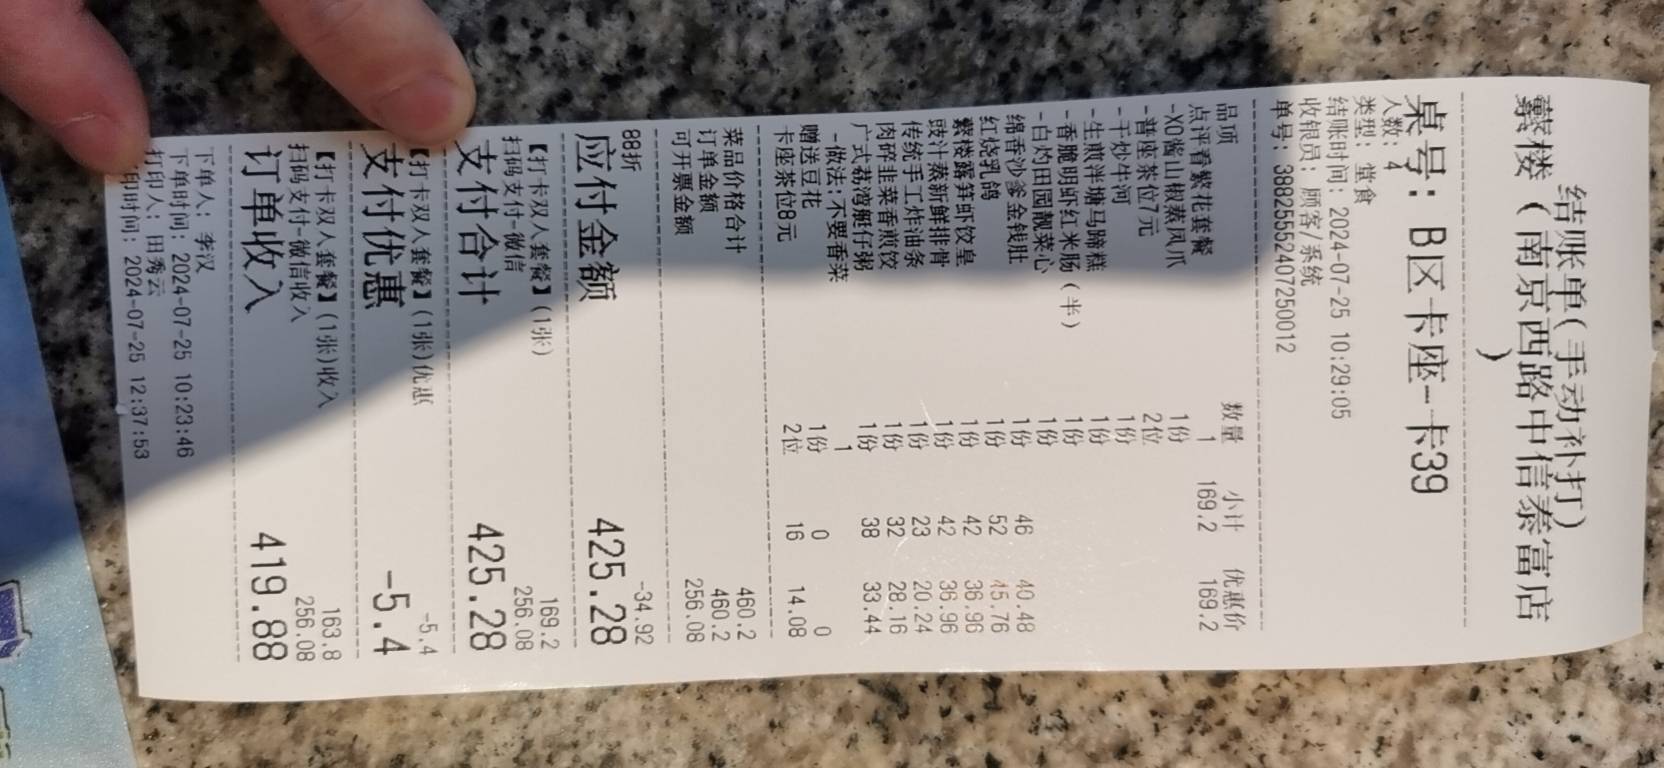 结账单(手动补打)
蘩楼（南京西路中信泰富店
）
桌号: B区卡座-卡39
人数: 4
类型: 堂食
结账时间: 2024-07-25 10:29:05
收银员: 顾客/系统
单号: 38825552407250012
品项 数量 小计 优惠价
点评春繁花套餐 1 169.2 169.2
-XO酱山椒蒸凤爪 1份
-普座茶位7元 2位
-干炒牛河 1份
-生煎泮塘马蹄糕 1份
-香脆明虾红米肠（半） 1份
-白灼田园靓菜心 1份
绵香沙爹金钱肚 1份 46 40.48
红烧乳鸽 1份 52 45.76
蘩楼露笋虾饺皇 1份 42 36.96
豉汁蒸新鲜排骨 1份 42 36.96
传统手工炸油条 1份 23 20.24
肉碎韭菜香煎饺 1份 32 28.16
广式荔湾艇仔粥 1份 38 33.44
-做法:不要香菜 1
赠送豆花 1份 0 0
卡座茶位8元 2位 16 14.08
菜品价格合计 460.2
订单金额 460.2
可开票金额 256.08
88折 -34.92
应付金额 425.28
【打卡双人套餐】(1张) 169.2
扫码支付-微信 256.08
支付合计 425.28
【打卡双人套餐】(1张)优惠 -5.4
支付优惠 -5.4
【打卡双人套餐】(1张)收入 163.8
扫码支付-微信收入 256.08
订单收入 419.88
下单人: 李汉
下单时间: 2024-07-25 10:23:46
打印人: 田秀云
印时间: 2024-07-25 12:37:53